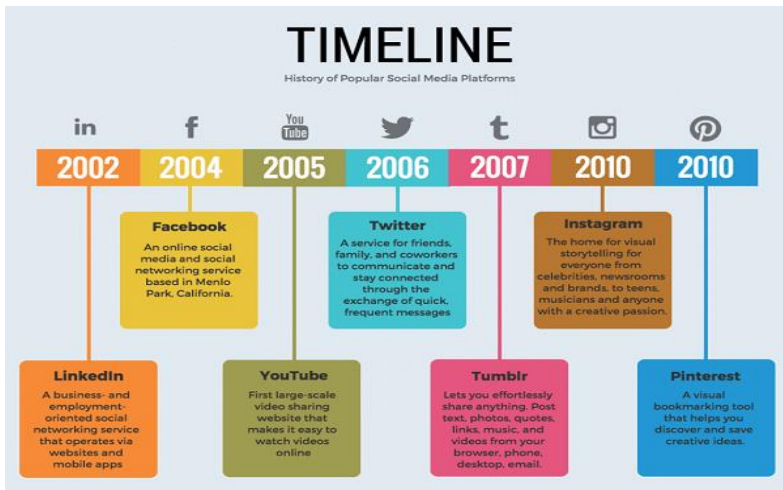 TIMELINE
History of Popular Social Media Platforms
in
f
You
Tube
t
2002
2004
2005
2006
2007
2010
2010
Facebook
An online social
media and social
networking service
based in Menlo
Park, California.
Twitter
A service for friends,
family, and coworkers
to communicate and
stay connected
through the
exchange of quick,
frequent messages
Instagram
The home for visual
storytelling for
everyone from
celebrities, newsrooms
and brands, to teens,
musicians and anyone
with a creative passion.
LinkedIn
A business- and
employment-
oriented social
networking service
that operates via
websites and
mobile apps
YouTube
First large-scale
video sharing
website that
makes it easy to
watch videos
online
Tumblr
Lets you effortlessly
share anything. Post
text, photos, quotes,
links, music, and
videos from your
browser, phone,
desktop, email.
Pinterest
A visual
bookmarking tool
that helps you
discover and save
creative ideas.